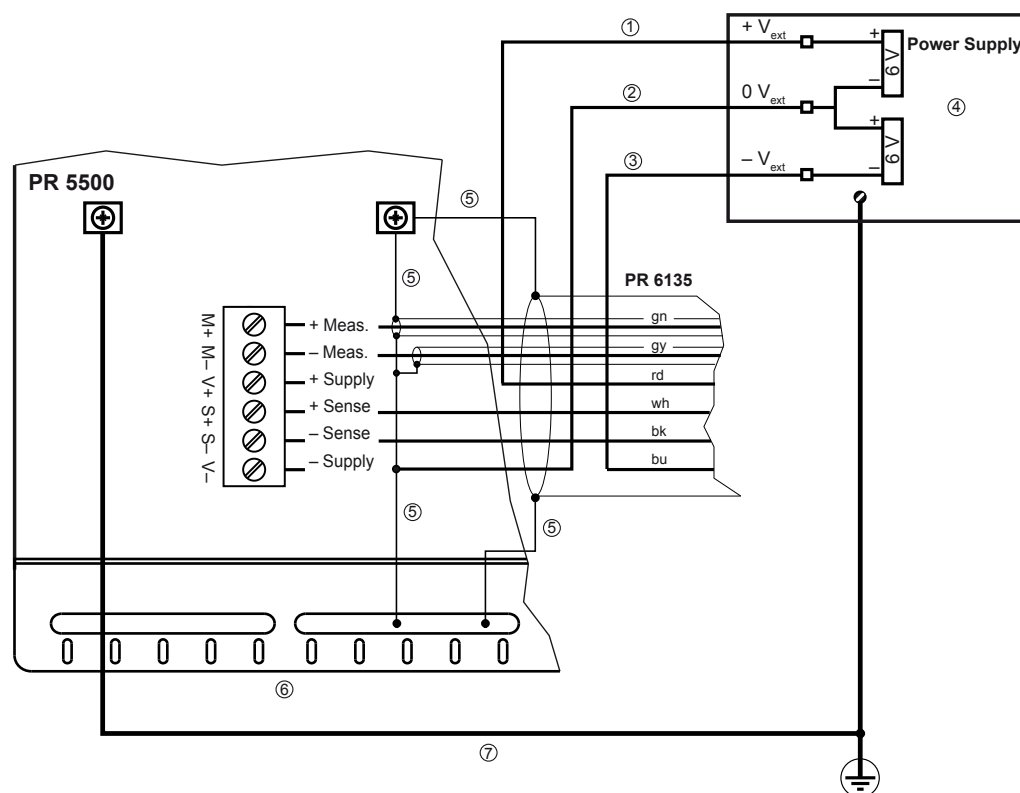 ①
+ V ext
+
6 V
Power Supply
–
②
0 V ext
④
+
6 V
③
– V ext
–
PR 5500
⑤
⑤
PR 6135
M+ M– V+ S+ S– V–
+ Meas.
gn
– Meas.
gy
+ Supply
rd
+ Sense
wh
– Sense
bk
– Supply
bu
⑤
⑤
⑥
⑦